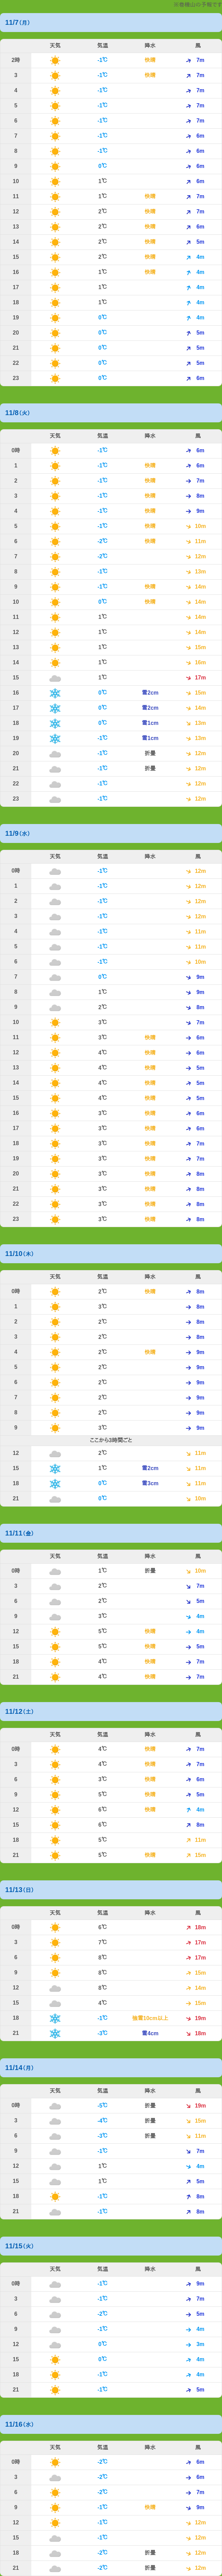 11/7(月)
天気 気温 降水 風
2時 -1℃ 快晴 7m
3 -1℃ 快晴 7m
4 -1℃ 7m
5 -1℃ 7m
6 -1℃ 7m
7 -1℃ 6m
8 -1℃ 6m
9 0℃ 6m
10 1℃ 6m
11 1℃ 快晴 7m
12 2℃ 快晴 7m
13 2℃ 快晴 6m
14 2℃ 快晴 5m
15 2℃ 快晴 4m
16 1℃ 快晴 4m
17 1℃ 4m
18 1℃ 4m
19 0℃ 4m
20 0℃ 5m
21 0℃ 5m
22 0℃ 5m
23 0℃ 6m
11/8(火)
天気 気温 降水 風
0時 -1℃ 6m
1 -1℃ 快晴 6m
2 -1℃ 快晴 7m
3 -1℃ 快晴 8m
4 -1℃ 快晴 9m
5 -1℃ 快晴 10m
6 -2℃ 快晴 11m
7 -2℃ 12m
8 -1℃ 13m
9 -1℃ 快晴 14m
10 0℃ 快晴 14m
11 1℃ 14m
12 1℃ 14m
13 1℃ 15m
14 1℃ 16m
15 1℃ 17m
16 0℃ 雪2cm 15m
17 0℃ 雪2cm 14m
18 0℃ 雪1cm 13m
19 -1℃ 雪1cm 13m
20 -1℃ 折畳 12m
21 -1℃ 折畳 12m
22 -1℃ 12m
23 -1℃ 12m
11/9(水)
天気 気温 降水 風
0時 -1℃ 12m
1 -1℃ 12m
2 -1℃ 12m
3 -1℃ 12m
4 -1℃ 11m
5 -1℃ 11m
6 -1℃ 10m
7 0℃ 9m
8 1℃ 9m
9 2℃ 8m
10 3℃ 7m
11 3℃ 快晴 6m
12 4℃ 快晴 6m
13 4℃ 快晴 5m
14 4℃ 快晴 5m
15 4℃ 快晴 5m
16 3℃ 快晴 6m
17 3℃ 快晴 6m
18 3℃ 快晴 7m
19 3℃ 快晴 7m
20 3℃ 快晴 8m
21 3℃ 快晴 8m
22 3℃ 快晴 8m
23 3℃ 快晴 8m
11/10(木)
天気 気温 降水 風
0時 2℃ 快晴 8m
1 3℃ 8m
2 2℃ 8m
3 2℃ 8m
4 2℃ 快晴 9m
5 2℃ 9m
6 2℃ 9m
7 2℃ 9m
8 2℃ 9m
9 3℃ 9m
ここから3時間ごと
12 2℃ 11m
15 1℃ 雪2cm 11m
18 0℃ 雪3cm 11m
21 0℃ 10m
11/11(金)
天気 気温 降水 風
0時 1℃ 折畳 10m
3 2℃ 7m
6 2℃ 5m
9 3℃ 4m
12 5℃ 快晴 4m
15 5℃ 快晴 5m
18 4℃ 快晴 7m
21 4℃ 快晴 7m
11/12(土)
天気 気温 降水 風
0時 4℃ 快晴 7m
3 4℃ 快晴 7m
6 3℃ 快晴 6m
9 5℃ 快晴 5m
12 6℃ 快晴 4m
15 6℃ 8m
18 5℃ 11m
21 5℃ 快晴 15m
11/13(日)
天気 気温 降水 風
0時 6℃ 18m
3 7℃ 17m
6 8℃ 17m
9 8℃ 15m
12 8℃ 14m
15 4℃ 15m
18 -1℃ 強雪10cm以上 19m
21 -3℃ 雪4cm 18m
11/14(月)
天気 気温 降水 風
0時 -5℃ 折畳 19m
3 -4℃ 折畳 15m
6 -3℃ 折畳 11m
9 -1℃ 7m
12 1℃ 4m
15 1℃ 5m
18 -1℃ 8m
21 -1℃ 8m
11/15(火)
天気 気温 降水 風
0時 -1℃ 9m
3 -1℃ 7m
6 -2℃ 5m
9 -1℃ 4m
12 0℃ 3m
15 0℃ 4m
18 -1℃ 4m
21 -1℃ 5m
11/16(水)
天気 気温 降水 風
0時 -2℃ 6m
3 -2℃ 6m
6 -2℃ 7m
9 -1℃ 快晴 9m
12 -1℃ 12m
15 -1℃ 12m
18 -2℃ 折畳 12m
21 -2℃ 折畳 12m